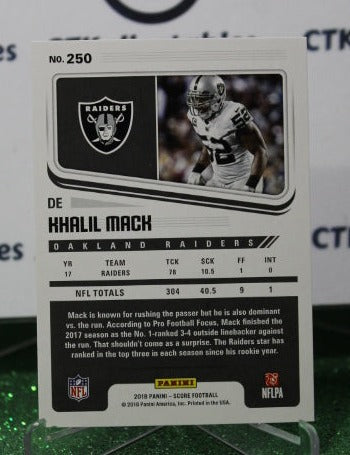 CTK
CTK
Collectables
NO. 250
RAIDERS
52
DE
KHALIL MACK
OAKLAND RAIDERS
YR TEAM TCK SCK FF INT
17 RAIDERS 78 10.5 1 0
NFL TOTALS 304 40.5 9 1
Mack is known for rushing the passer but he is also dominant
vs. the run. According to Pro Football Focus, Mack finished the
2017 season as the No. 1-ranked 3-4 outside linebacker against
the run. That shouldn't come as a surprise. The Raiders star has
ranked in the top three in each season since his rookie year.
NFL
PANINI
NFLPA
2018 PANINI – SCORE FOOTBALL
© 2018 Panini America, Inc. Printed in the USA.